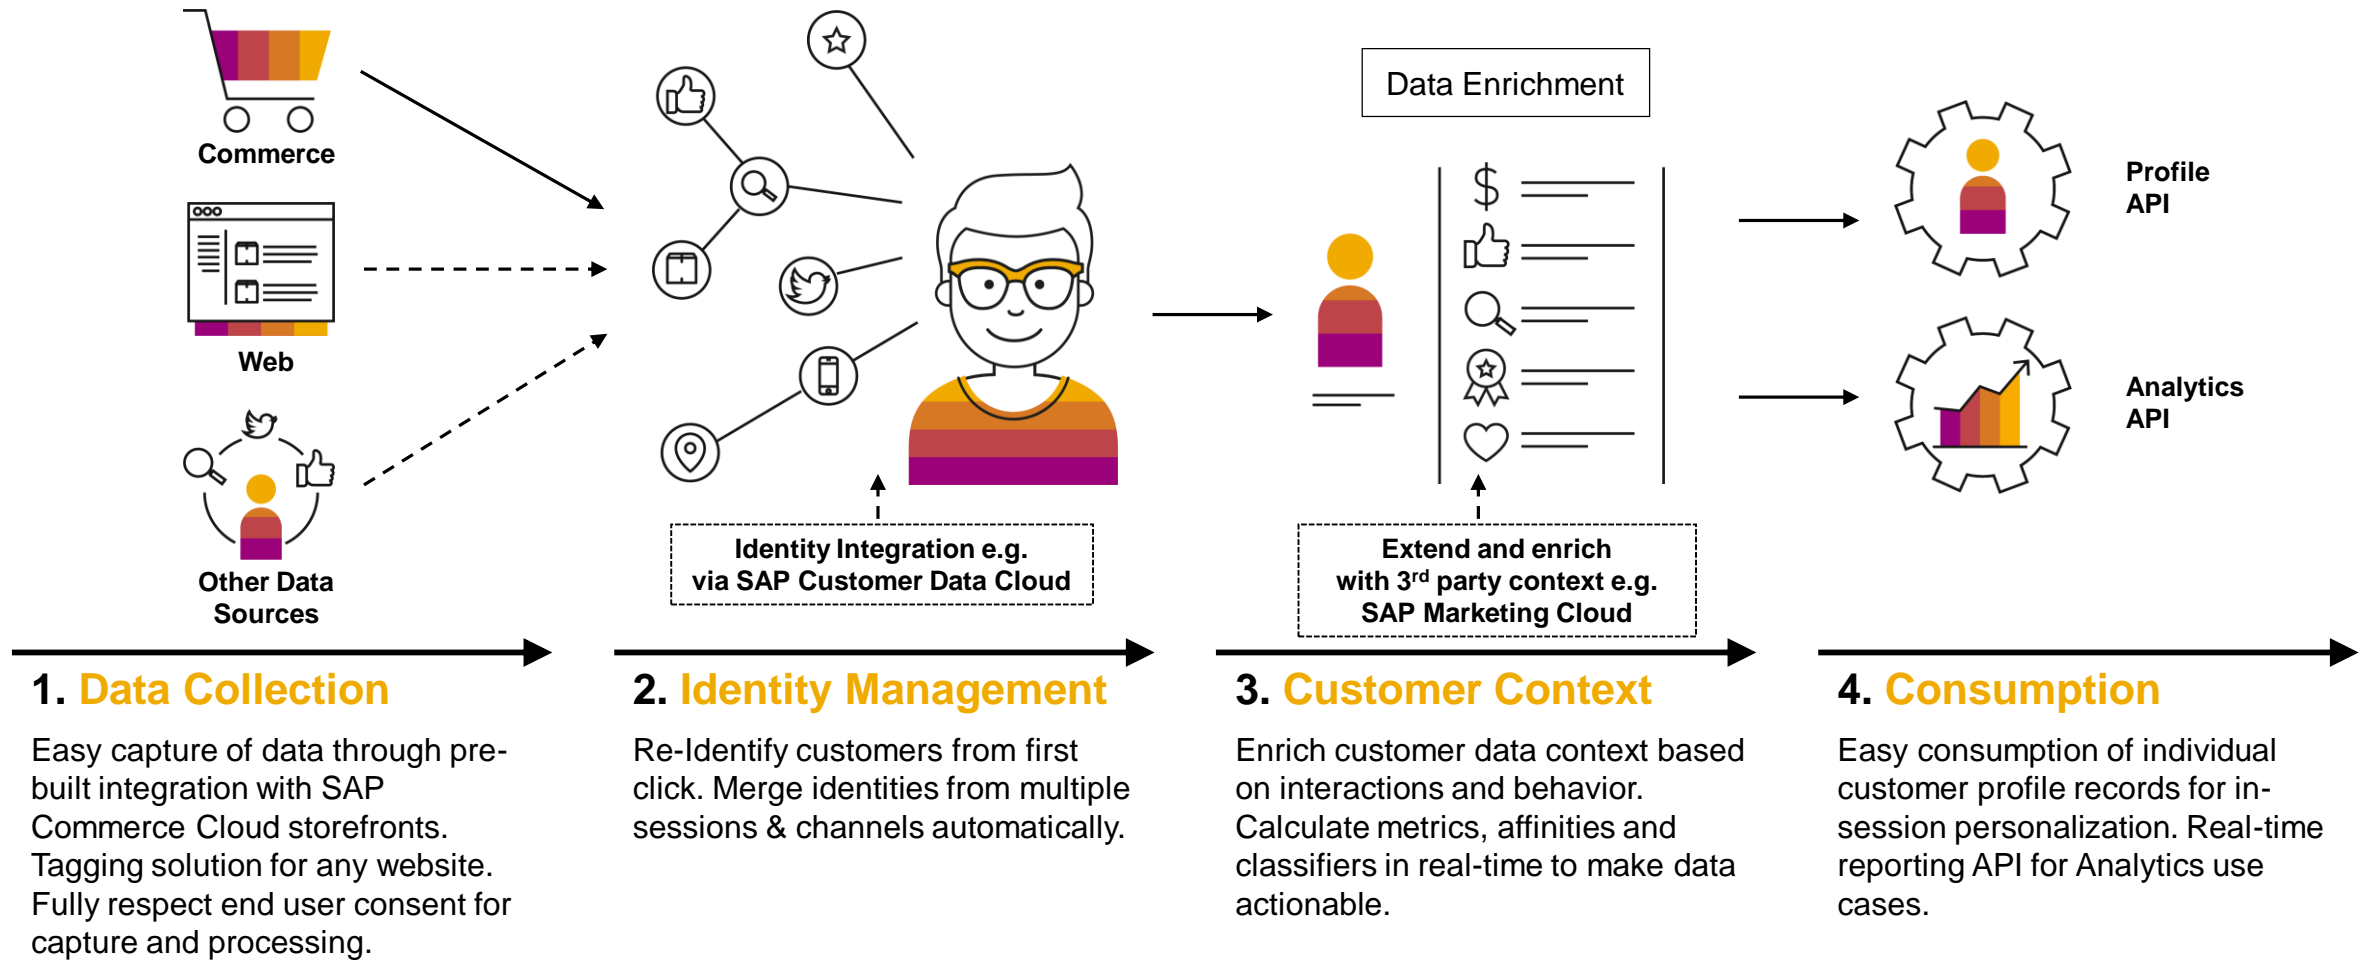 Commerce
Web
Other Data
Sources
Identity Integration e.g.
via SAP Customer Data Cloud
Data Enrichment
Extend and enrich
with 3rd party context e.g.
SAP Marketing Cloud
Profile
API
Analytics
API
1. Data Collection
Easy capture of data through pre-
built integration with SAP
Commerce Cloud storefronts.
Tagging solution for any website.
Fully respect end user consent for
capture and processing.
2. Identity Management
Re-Identify customers from first
click. Merge identities from multiple
sessions & channels automatically.
3. Customer Context
Enrich customer data context based
on interactions and behavior.
Calculate metrics, affinities and
classifiers in real-time to make data
actionable.
4. Consumption
Easy consumption of individual
customer profile records for in-
session personalization. Real-time
reporting API for Analytics use
cases.